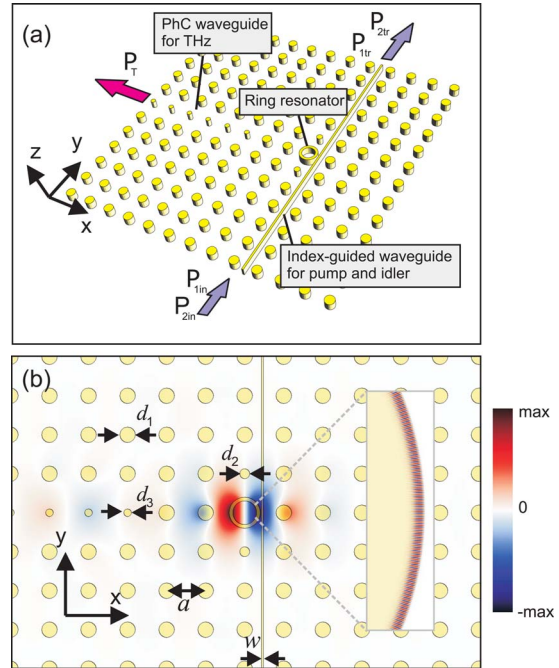 (a)
PhC waveguide
for THz
P2tr
P1tr
PT
Ring resonator
z
y
x
Index-guided waveguide
for pump and idler
P1in
P2in
(b)
max
d1
d2
0
d3
y
x
a
-max
w